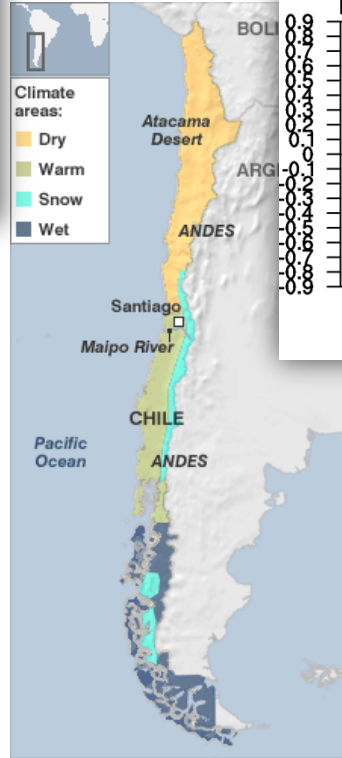 Climate
areas:
Dry
Warm
Snow
Wet
BOLI
Atacama
Desert
ARGI
ANDES
Santiago
Maipo River
CHILE
Pacific
Ocean
ANDES
0.9
0.8
0.7
0.6
0.5
0.4
0.3
0.2
0.1
0
-0.1
-0.2
-0.3
-0.4
-0.5
-0.6
-0.7
-0.8
-0.9